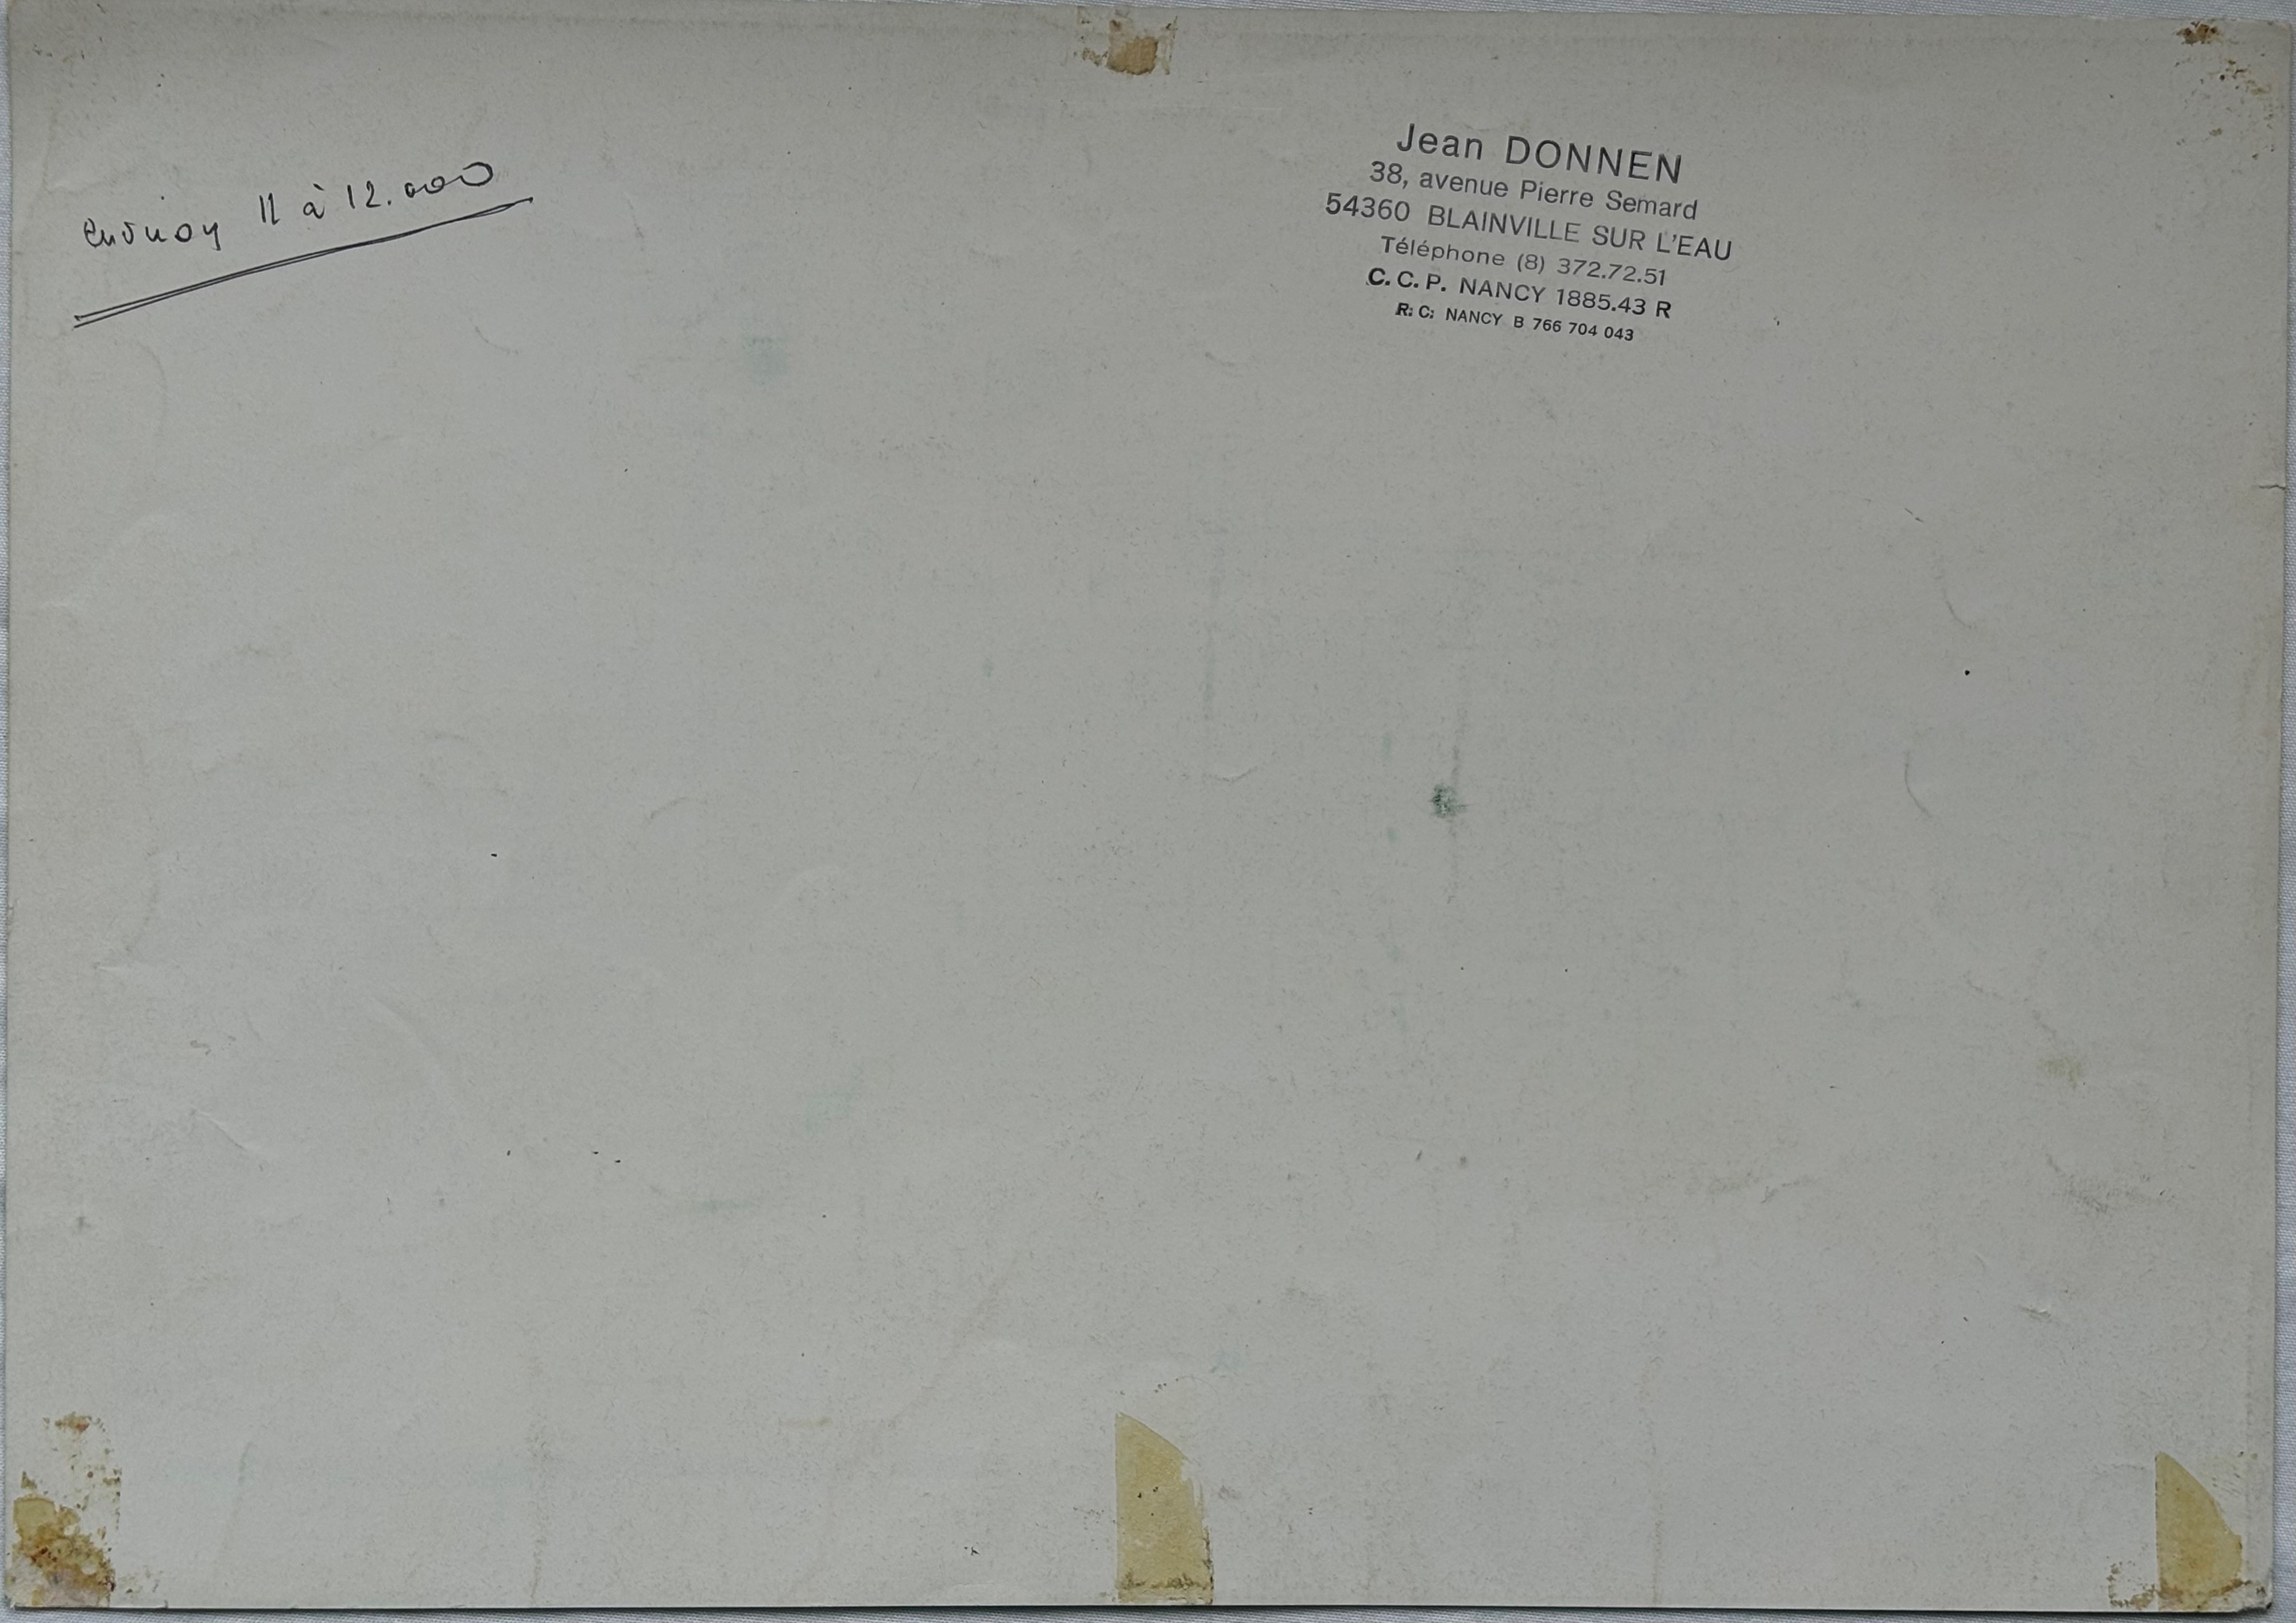 11 à 12.000
Jean DONNEN
38, avenue Pierre Semard
54360 BLAINVILLE SUR L'EAU
Téléphone (8) 372.72.51
C.C.P. NANCY 1885.43 R
R.C. NANCY B 766 704 043